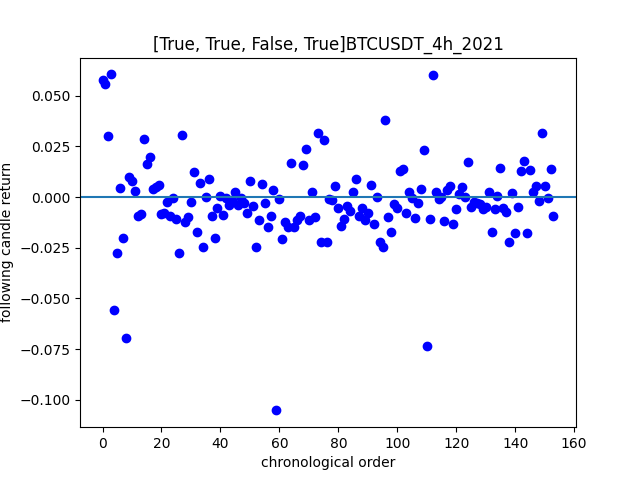 [True, True, False, True]BTCUSDT_4h_2021
following candle return
0.050
0.025
0.000
−0.025
−0.050
−0.075
−0.100
0 20 40 60 80 100 120 140 160
chronological order